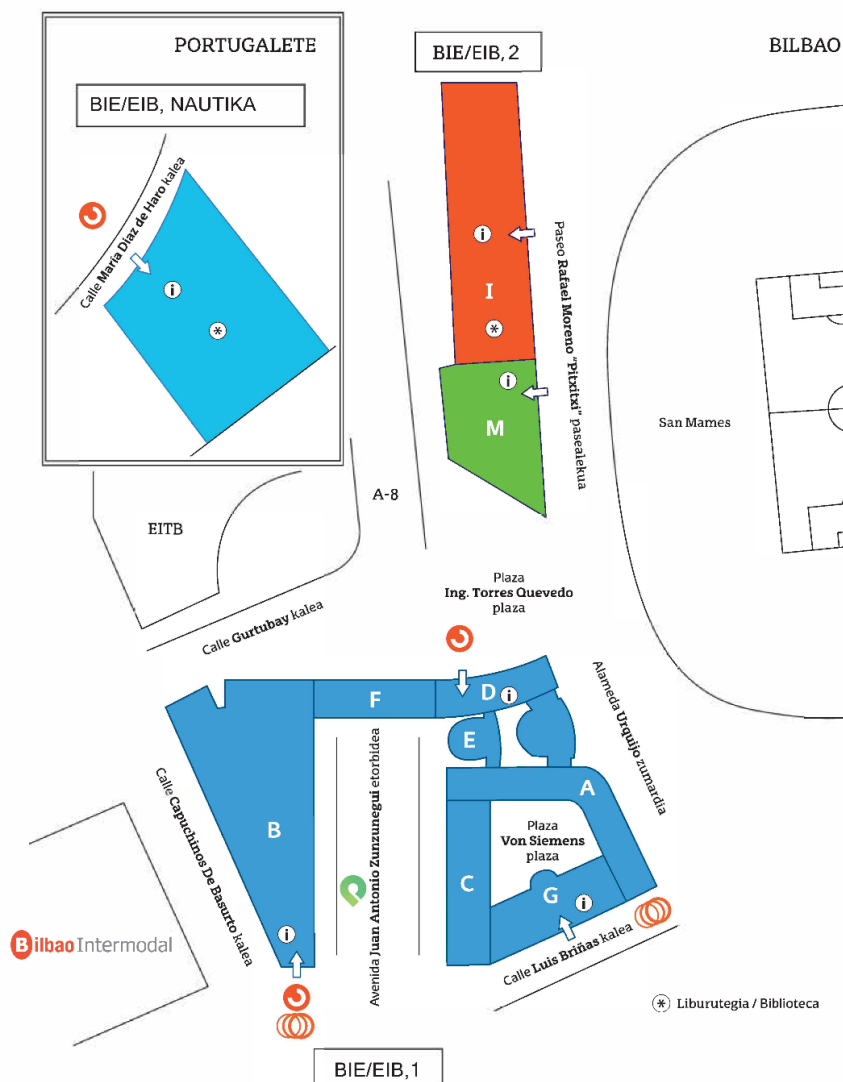 PORTUGALETE
BIE/EIB, NAUTIKA
Calle María Díaz de Haro kalea
i
*
BIE/EIB, 2
BILBAO
i
I
*
i
M
Paseo Rafael Moreno "Pitxitxi" pasealekua
San Mames
A-8
EITB
Calle Gurtubay kalea
Plaza
Ing. Torres Quevedo
plaza
F
D
i
E
A
B
C
G
i
i
Alameda Urquijo zumardia
Calle Capuchinos De Basurto kalea
Avenida Juan Antonio Zunzunegui etorbidea
Plaza
Von Siemens
plaza
Calle Luis Briñas kalea
Bilbao Intermodal
* Liburutegia / Biblioteca
BIE/EIB,1